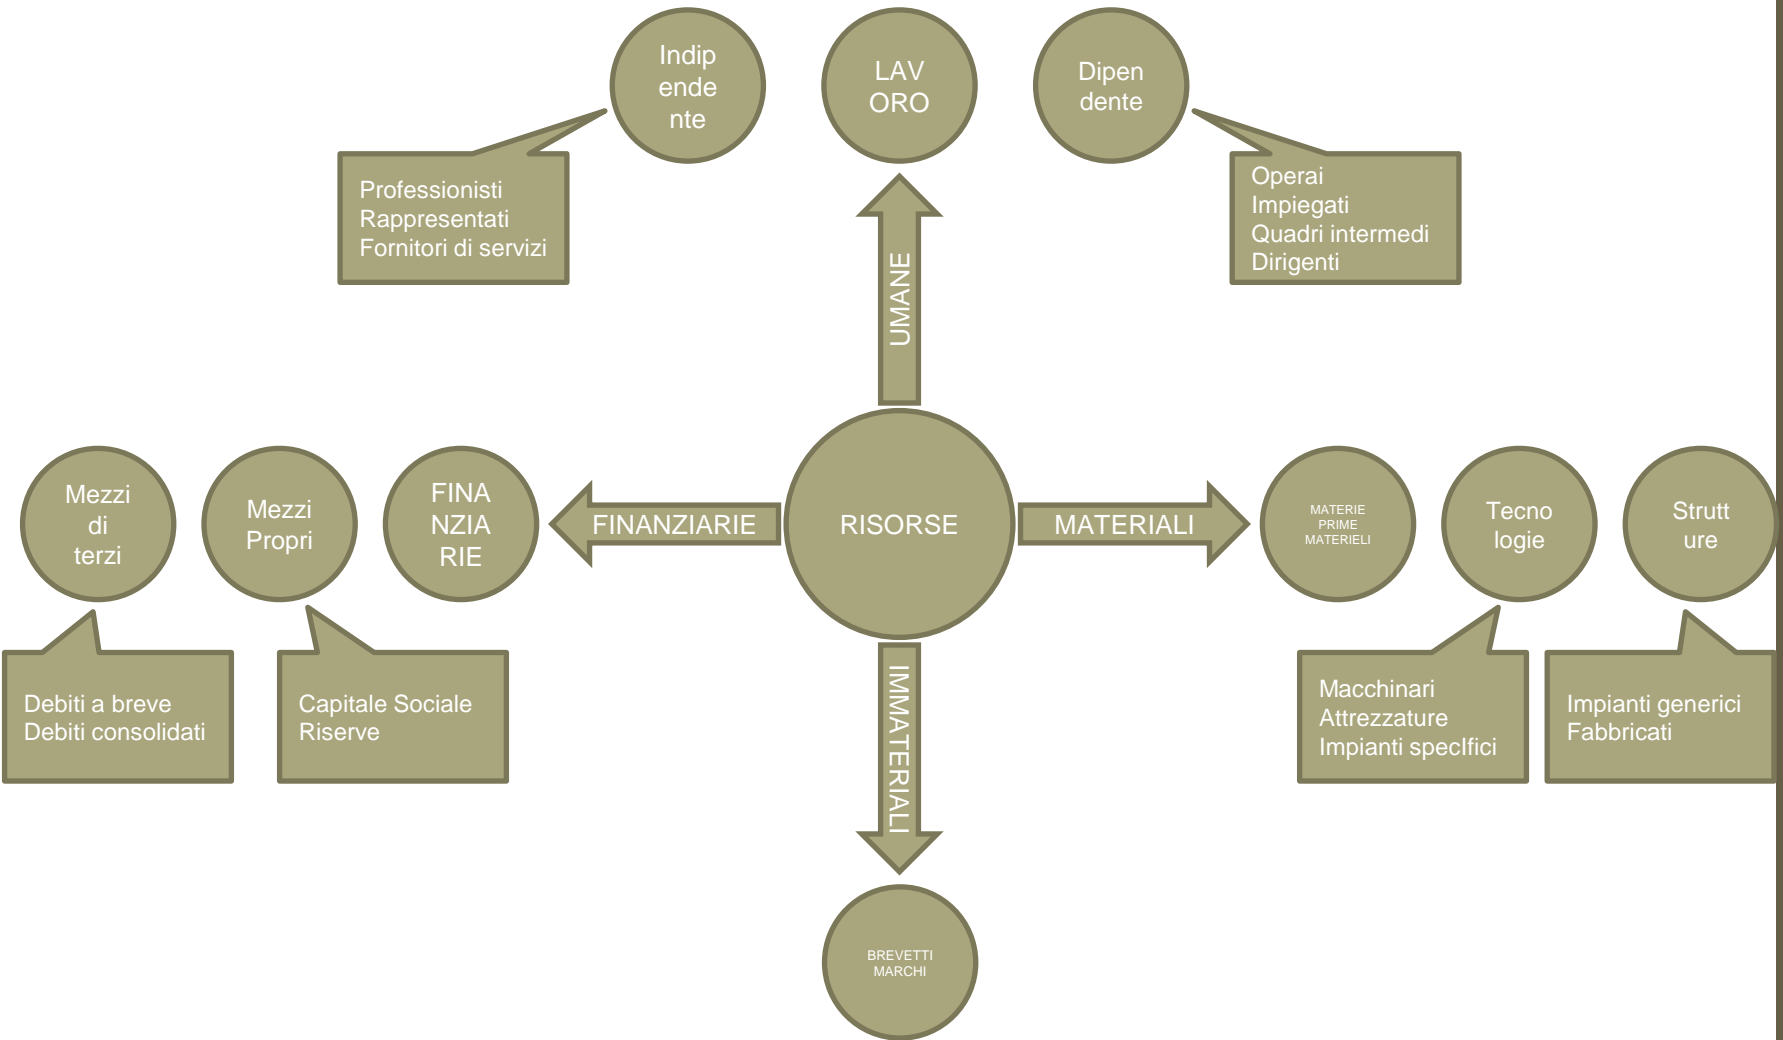 Indip
ende
nte
LAV
ORO
Dipen
dente
Professionisti
Rappresentati
Fornitori di servizi
Operai
Impiegati
Quadri intermedi
Dirigenti
UMANE
Mezzi
di
terzi
Mezzi
Propri
FINA
NZIA
RIE
FINANZIARIE
RISORSE
MATERIALI
MATERIE
PRIME
MATERIELI
Tecno
logie
Strutt
ure
Debiti a breve
Debiti consolidati
Capitale Sociale
Riserve
IMMATERIALI
Macchinari
Attrezzature
Impianti specIfici
Impianti generici
Fabbricati
BREVETTI
MARCHI